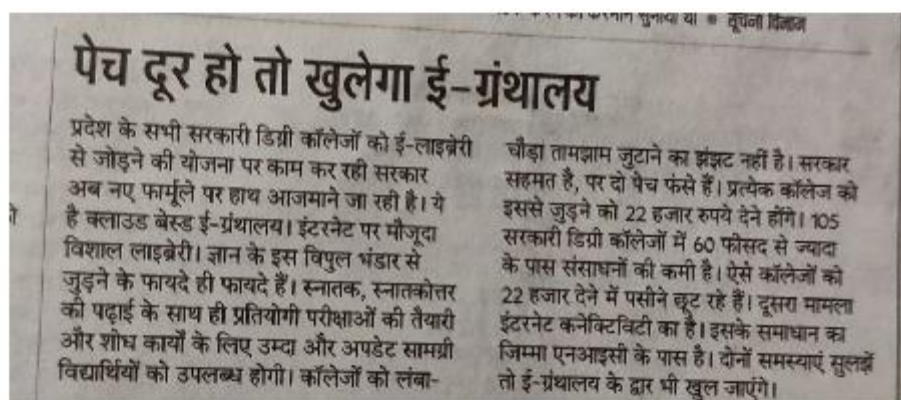 सुनाया था • सूचना विभाग
पेच दूर हो तो खुलेगा ई-ग्रंथालय
प्रदेश के सभी सरकारी डिग्री कॉलेजों को ई-लाइब्रेरी
से जोड़ने की योजना पर काम कर रही सरकार
अब नए फार्मूले पर हाथ आजमाने जा रही है। ये
है क्लाउड बेस्ड ई-ग्रंथालय। इंटरनेट पर मौजूद
विशाल लाइब्रेरी। ज्ञान के इस विपुल भंडार से
जुड़ने के फायदे ही फायदे हैं। स्नातक, स्नातकोत्तर
की पढ़ाई के साथ ही प्रतियोगी परीक्षाओं की तैयारी
और शोध कार्यों के लिए उम्दा और अपडेट सामग्री
विद्यार्थियों को उपलब्ध होगी। कॉलेजों को लंबा-
चौड़ा तामझाम जुटाने का झंझट नहीं है। सरकार
सहमत है, पर दो पेच फंसे हैं। प्रत्येक कॉलेज को
इससे जुड़ने को 22 हजार रुपये देने होंगे। 105
सरकारी डिग्री कॉलेजों में 60 फीसद से ज्यादा
के पास संसाधनों की कमी है। ऐसे कॉलेजों को
22 हजार देने में पसीने छूट रहे हैं। दूसरा मामला
इंटरनेट कनेक्टिविटी का है। इसके समाधान का
जिम्मा एनआइसी के पास है। दोनों समस्याएं सुलझें
तो ई-ग्रंथालय के द्वार भी खुल जाएंगे।